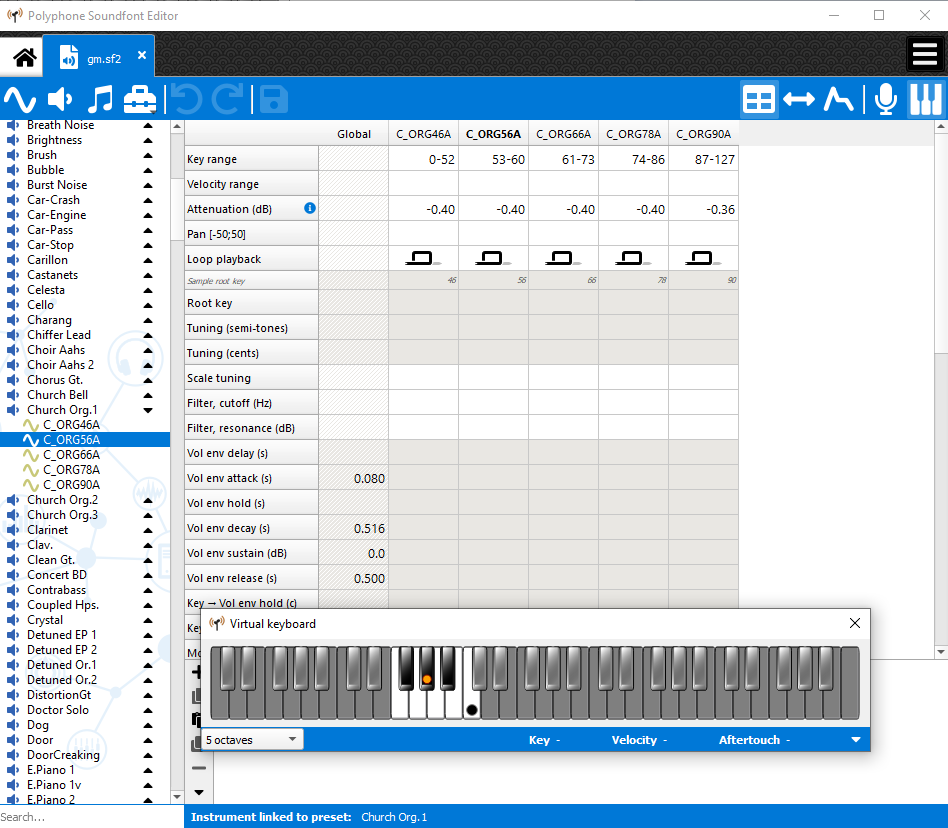 Polyphone Soundfont Editor
gm.sf2
Breath Noise
Brightness
Brush
Bubble
Burst Noise
Car-Crash
Car-Engine
Car-Pass
Car-Stop
Carillon
Castanets
Celesta
Cello
Charang
Chiffer Lead
Choir Aahs
Choir Aahs 2
Chorus Gt.
Church Bell
Church Org.1
C_ORG46A
C_ORG56A
C_ORG66A
C_ORG78A
C_ORG90A
Church Org.2
Church Org.3
Clarinet
Clav.
Clean Gt.
Concert BD
Contrabass
Coupled Hps.
Crystal
Detuned EP 1
Detuned EP 2
Detuned Or.1
Detuned Or.2
DistortionGt
Doctor Solo
Dog
Door
DoorCreaking
E.Piano 1
E.Piano 1v
E.Piano 2
Search...
Global C_ORG46A C_ORG56A C_ORG66A C_ORG78A C_ORG90A
Key range 0-52 53-60 61-73 74-86 87-127
Velocity range
Attenuation (dB) i -0.40 -0.40 -0.40 -0.40 -0.36
Pan [-50;50]
Loop playback
Sample root key 46 56 66 78 90
Root key
Tuning (semi-tones)
Tuning (cents)
Scale tuning
Filter, cutoff (Hz)
Filter, resonance (dB)
Vol env delay (s)
Vol env attack (s) 0.080
Vol env hold (s)
Vol env decay (s) 0.516
Vol env sustain (dB) 0.0
Vol env release (s) 0.500
Key → Vol env hold (c)
Virtual keyboard
5 octaves Key - Velocity - Aftertouch -
Instrument linked to preset: Church Org.1